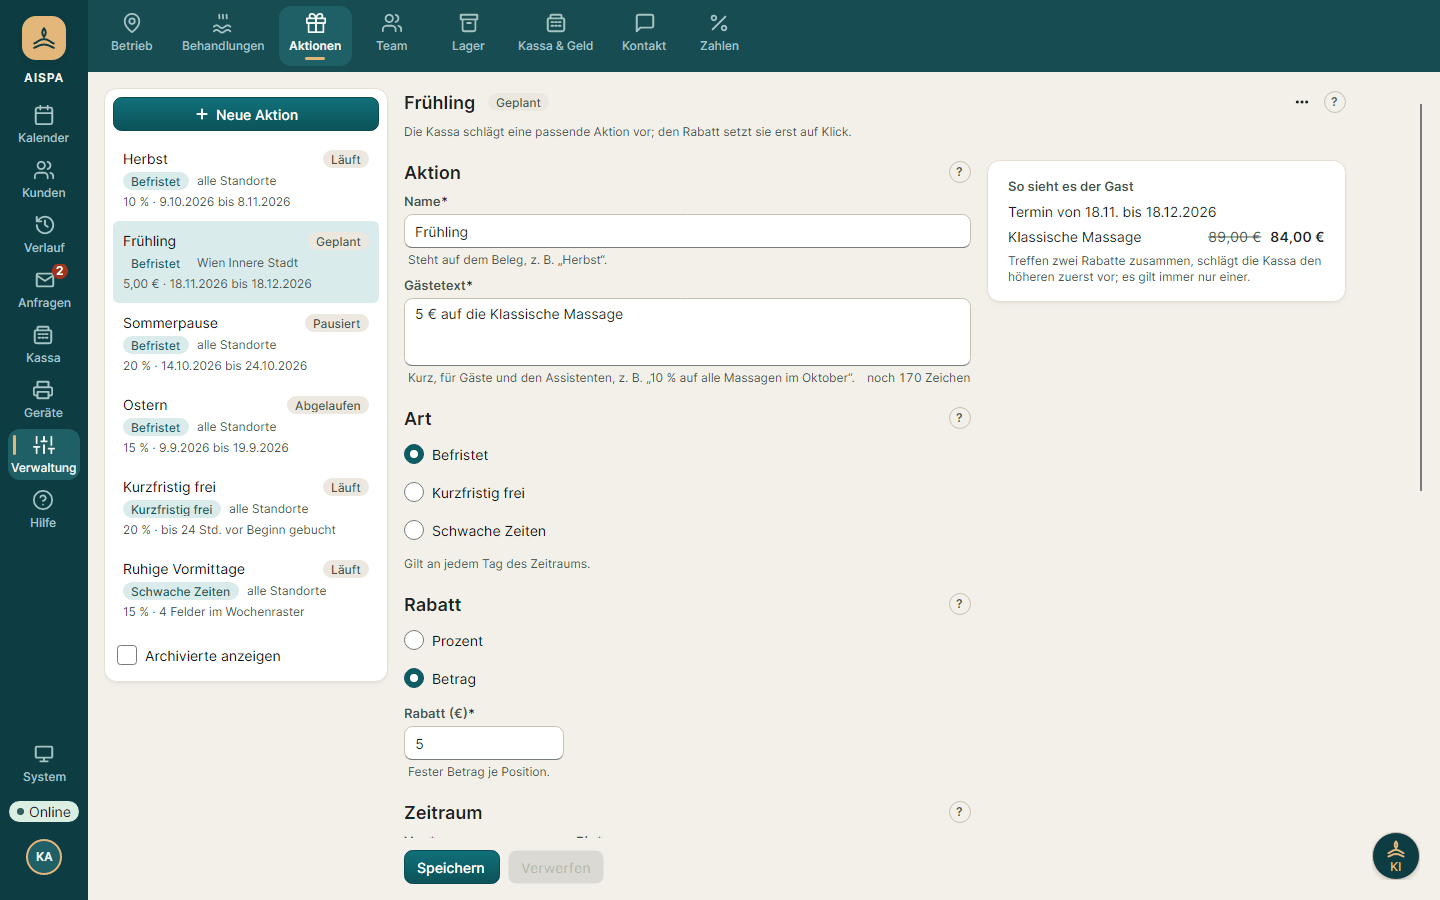 AISPA
Kalender
Kunden
Verlauf
2
Anfragen
Kassa
Geräte
Verwaltung
Hilfe
System
Online
KA
Betrieb
Behandlungen
Aktionen
Team
Lager
Kassa & Geld
Kontakt
Zahlen
+ Neue Aktion
Herbst Läuft
Befristet alle Standorte
10 % · 9.10.2026 bis 8.11.2026
Frühling Geplant
Befristet Wien Innere Stadt
5,00 € · 18.11.2026 bis 18.12.2026
Sommerpause Pausiert
Befristet alle Standorte
20 % · 14.10.2026 bis 24.10.2026
Ostern Abgelaufen
Befristet alle Standorte
15 % · 9.9.2026 bis 19.9.2026
Kurzfristig frei Läuft
Kurzfristig frei alle Standorte
20 % · bis 24 Std. vor Beginn gebucht
Ruhige Vormittage Läuft
Schwache Zeiten alle Standorte
15 % · 4 Felder im Wochenraster
Archivierte anzeigen
Frühling Geplant
... ?
Die Kassa schlägt eine passende Aktion vor; den Rabatt setzt sie erst auf Klick.
Aktion ?
Name*
Frühling
Steht auf dem Beleg, z. B. „Herbst“.
Gästetext*
5 € auf die Klassische Massage
Kurz, für Gäste und den Assistenten, z. B. „10 % auf alle Massagen im Oktober“. noch 170 Zeichen
Art ?
Befristet
Kurzfristig frei
Schwache Zeiten
Gilt an jedem Tag des Zeitraums.
Rabatt ?
Prozent
Betrag
Rabatt (€)*
5
Fester Betrag je Position.
Zeitraum ?
Speichern Verwerfen
So sieht es der Gast
Termin von 18.11. bis 18.12.2026
Klassische Massage 89,00 € 84,00 €
Treffen zwei Rabatte zusammen, schlägt die Kassa den
höheren zuerst vor; es gilt immer nur einer.
KI